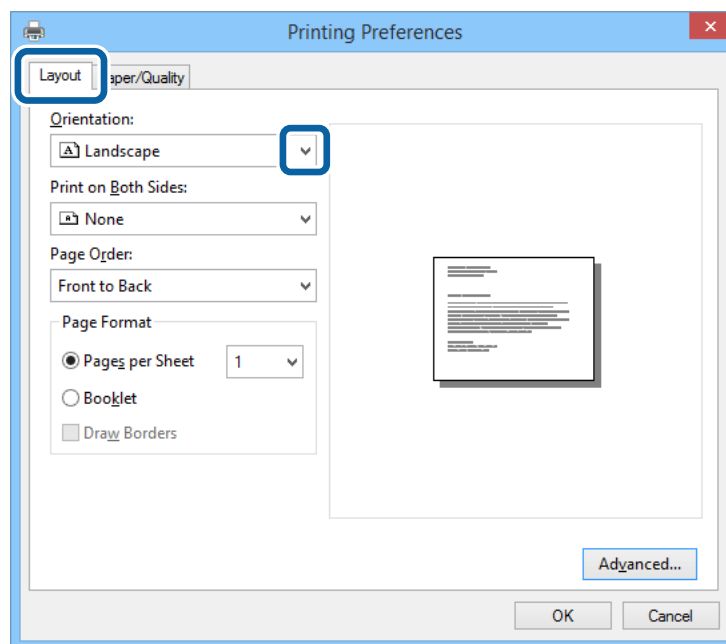 Printing Preferences
Layout
aper/Quality
Orientation:
A Landscape
Print on Both Sides:
None
Page Order:
Front to Back
Page Format
Pages per Sheet 1
Booklet
Draw Borders
Advanced...
OK Cancel